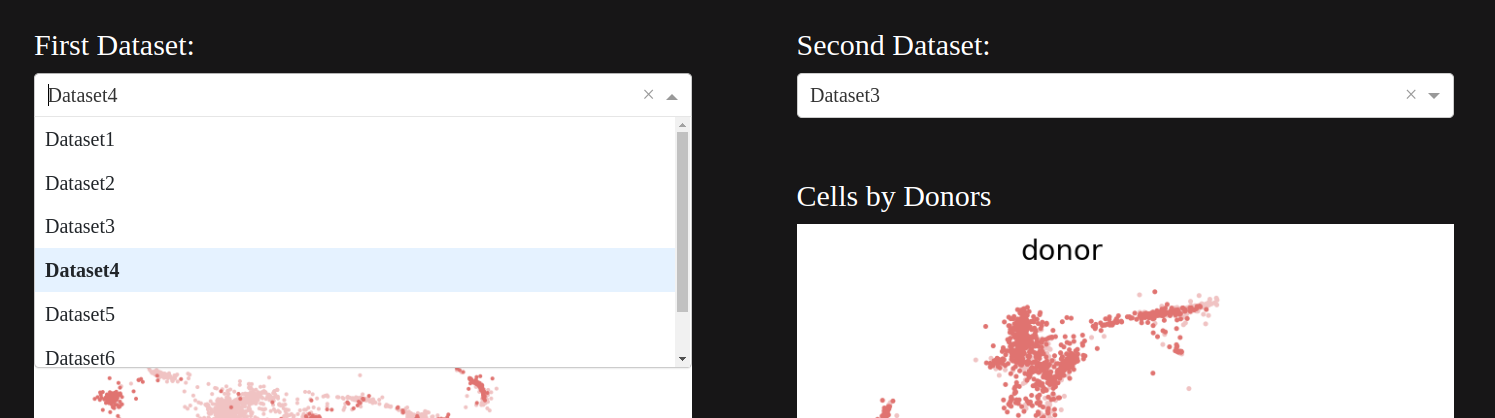 First Dataset:
Dataset4
Dataset1
Dataset2
Dataset3
Dataset4
Dataset5
Dataset6
Second Dataset:
Dataset3
Cells by Donors
donor